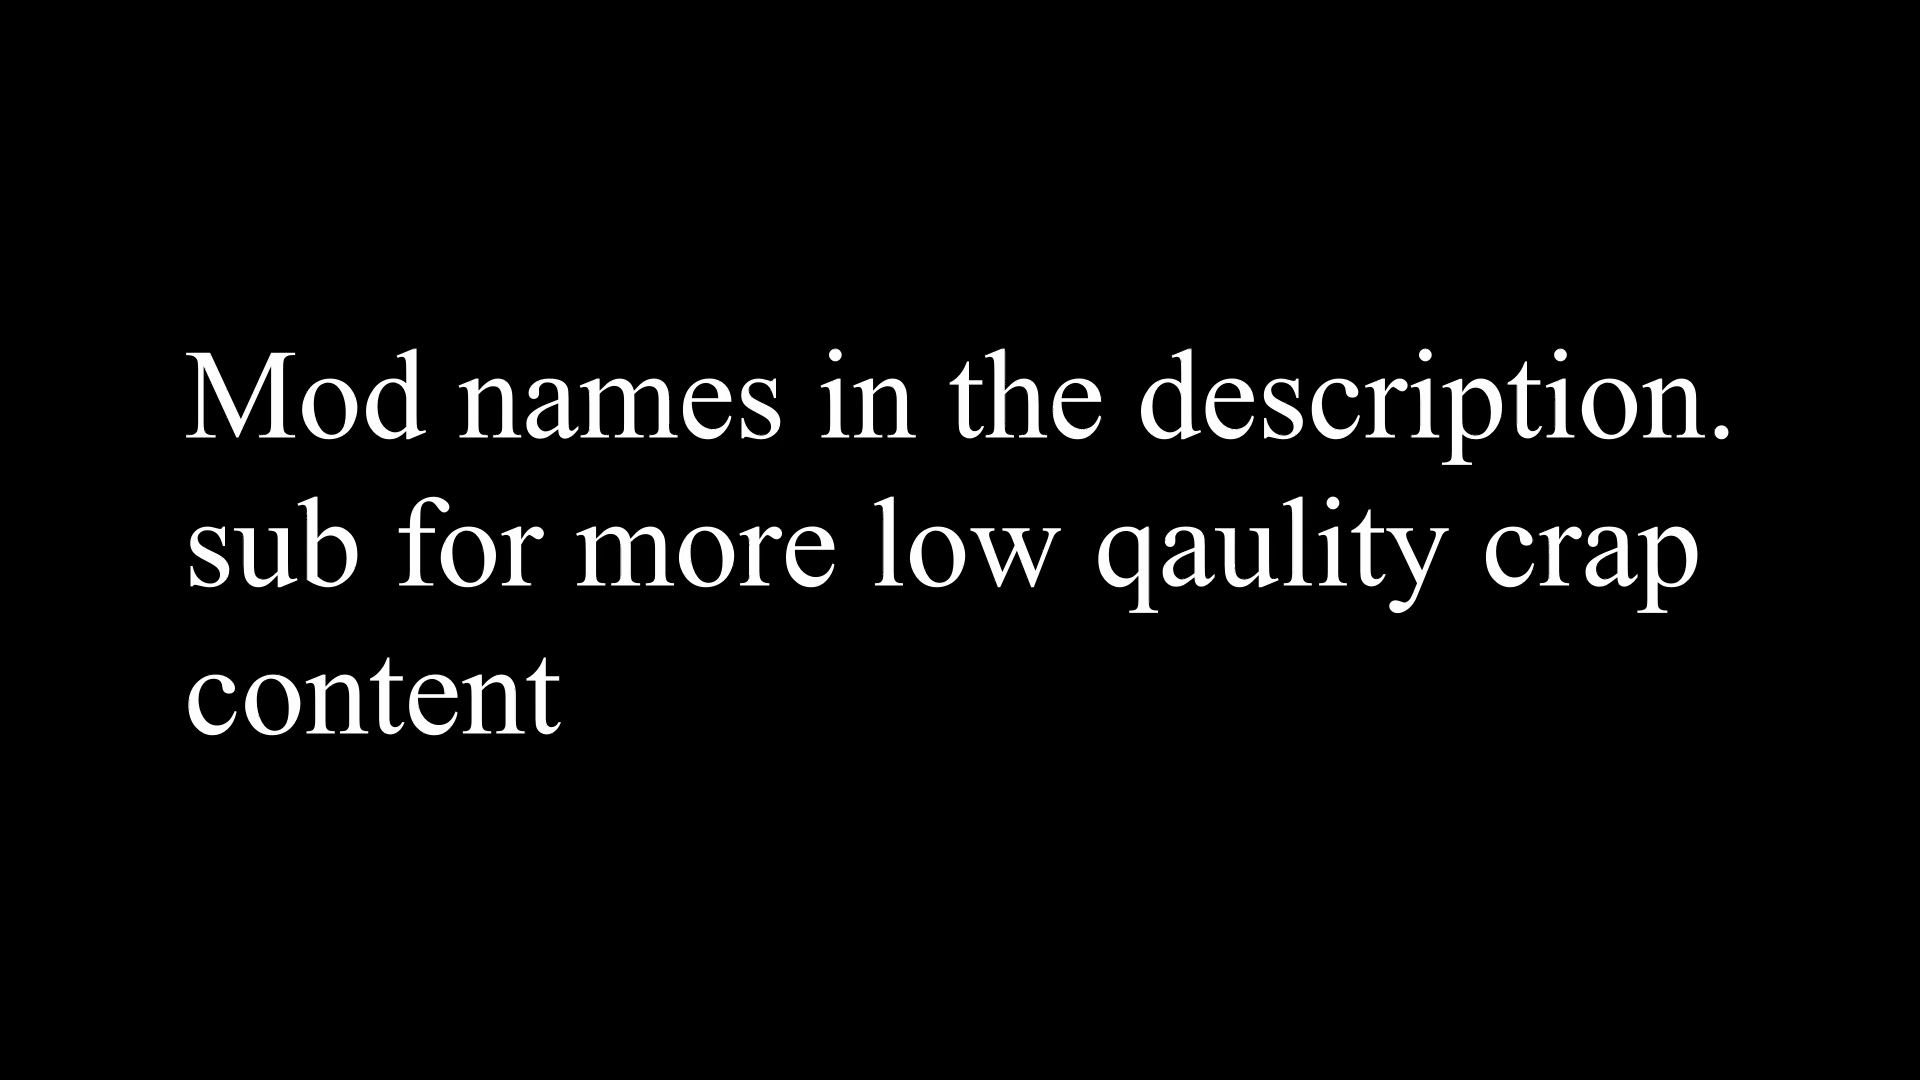 Mod names in the description.
sub for more low qaulity crap
content